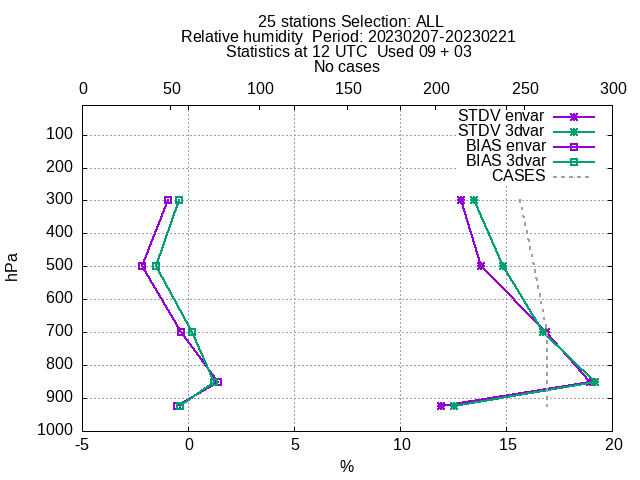 25 stations Selection: ALL
Relative humidity  Period: 20230207-20230221
Statistics at 12 UTC  Used 09 + 03
No cases
0 50 100 150 200 250 300
STDV envar
STDV 3dvar
BIAS envar
BIAS 3dvar
CASES
100
200
300
400
500
600
700
800
900
1000
hPa
-5 0 5 10 15 20
%